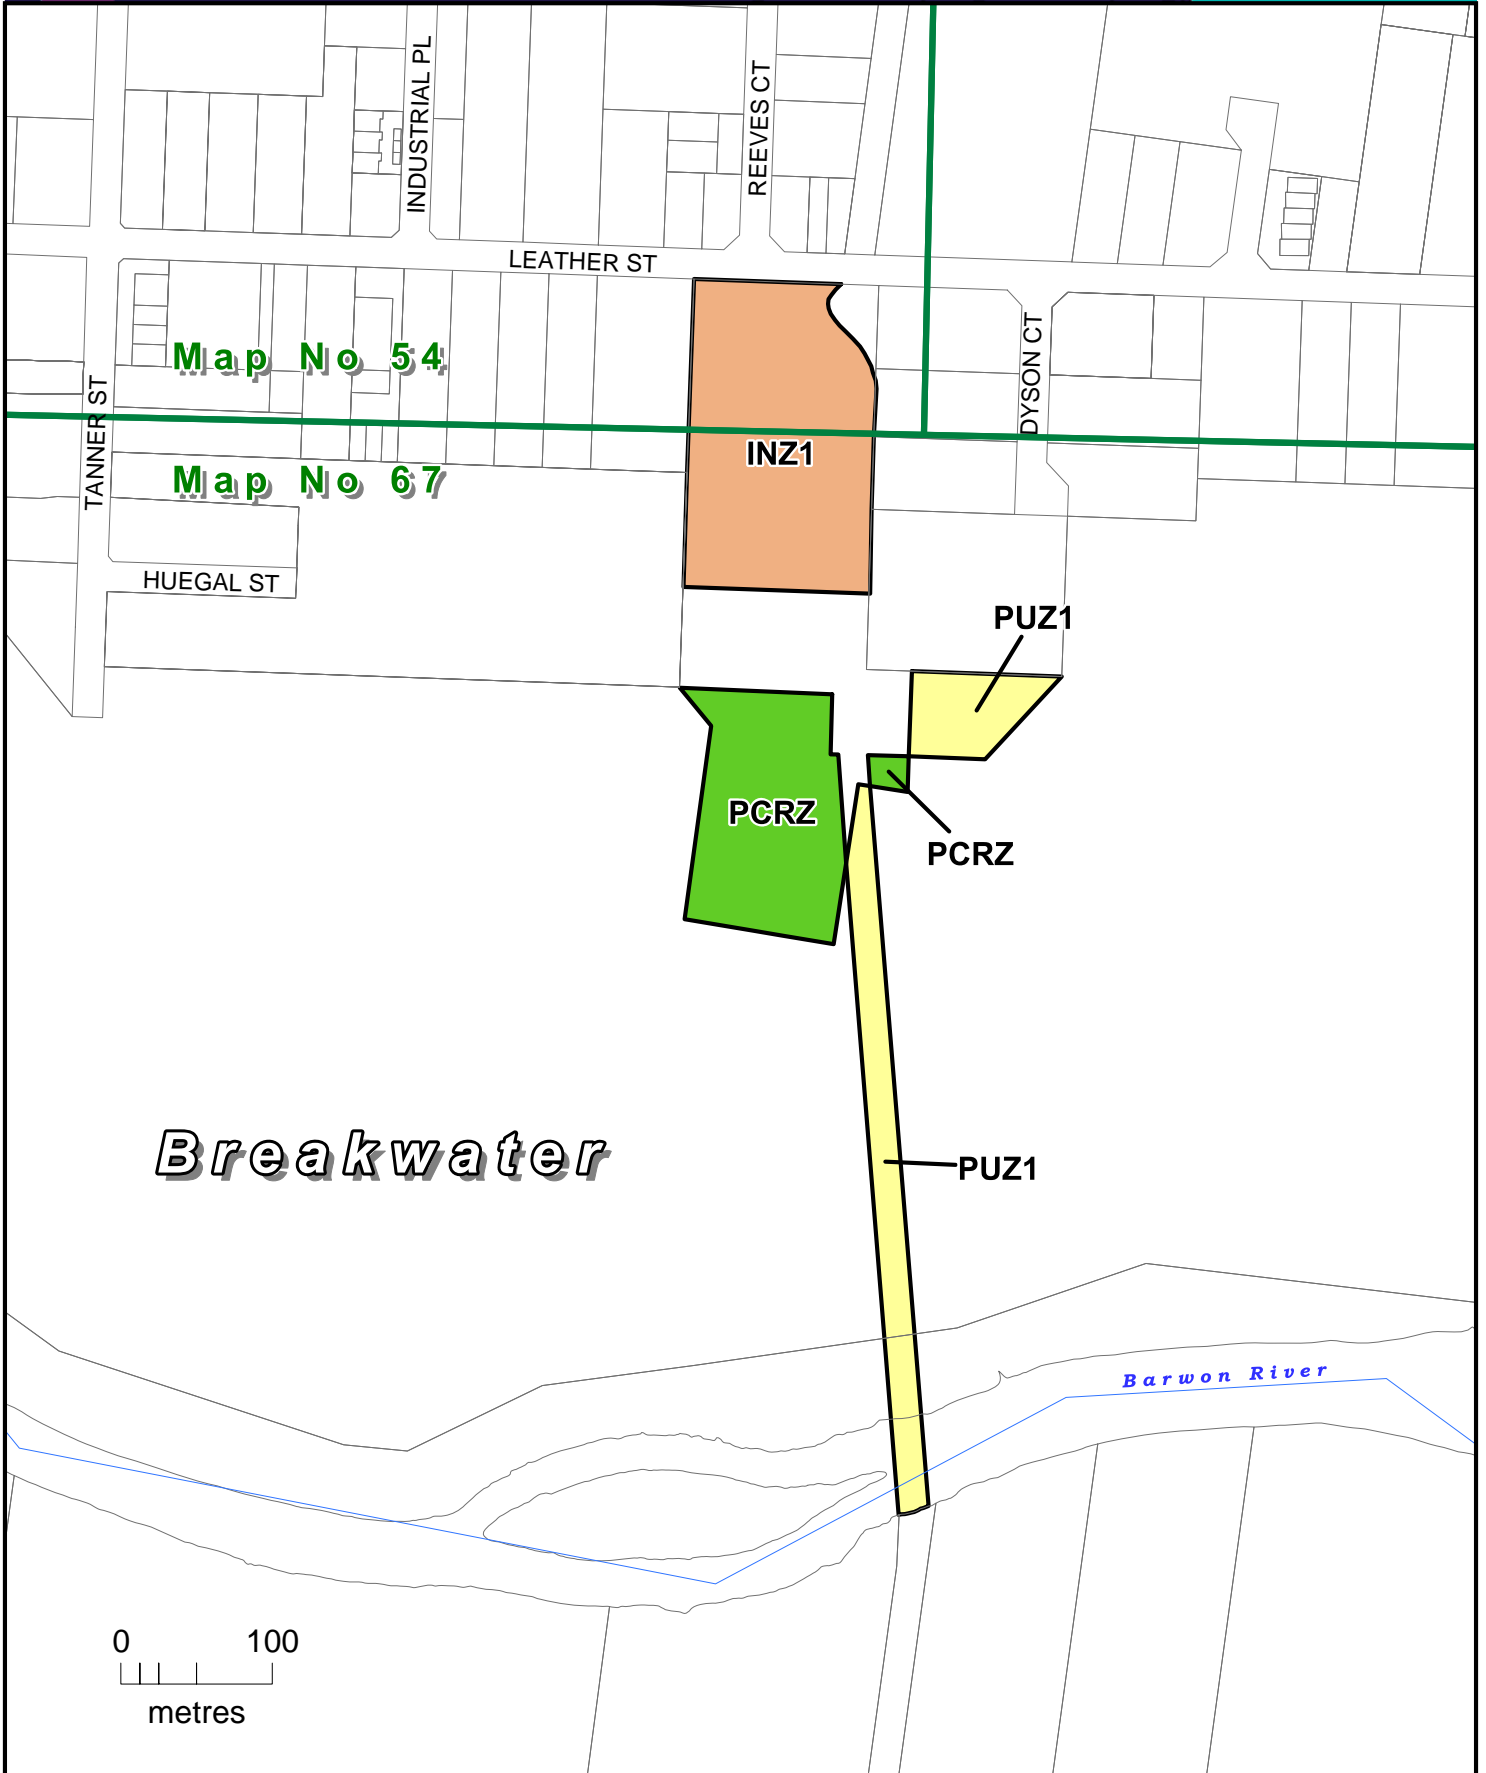 INDUSTRIAL PL
REEVES CT
LEATHER ST
Map No 54
DYSON CT
TANNER ST
INZ1
Map No 67
HUEGAL ST
PUZ1
PCRZ
PCRZ
Breakwater
PUZ1
Barwon River
0 100
metres